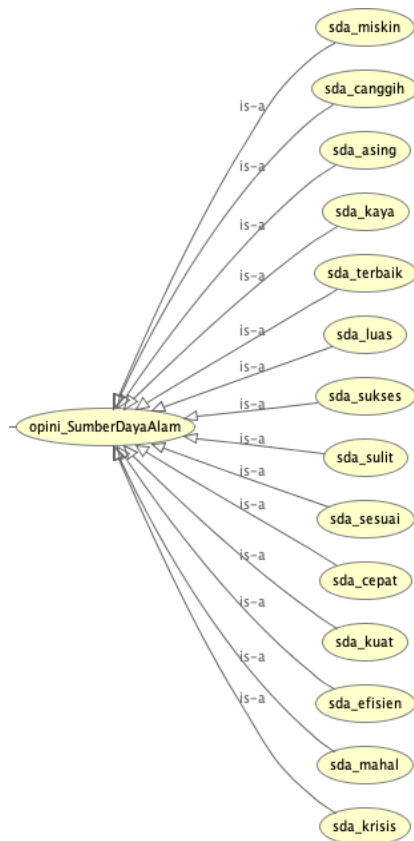 sda_miskin
is-a
sda_canggih
is-a
sda_asing
is-a
sda_kaya
is-a
sda_terbaik
is-a
sda_luas
is-a
sda_sukses
is-a
opini_SumberDayaAlam
is-a
sda_sulit
is-a
sda_sesuai
is-a
sda_cepat
is-a
sda_kuat
is-a
sda_efisien
is-a
sda_mahal
is-a
sda_krisis